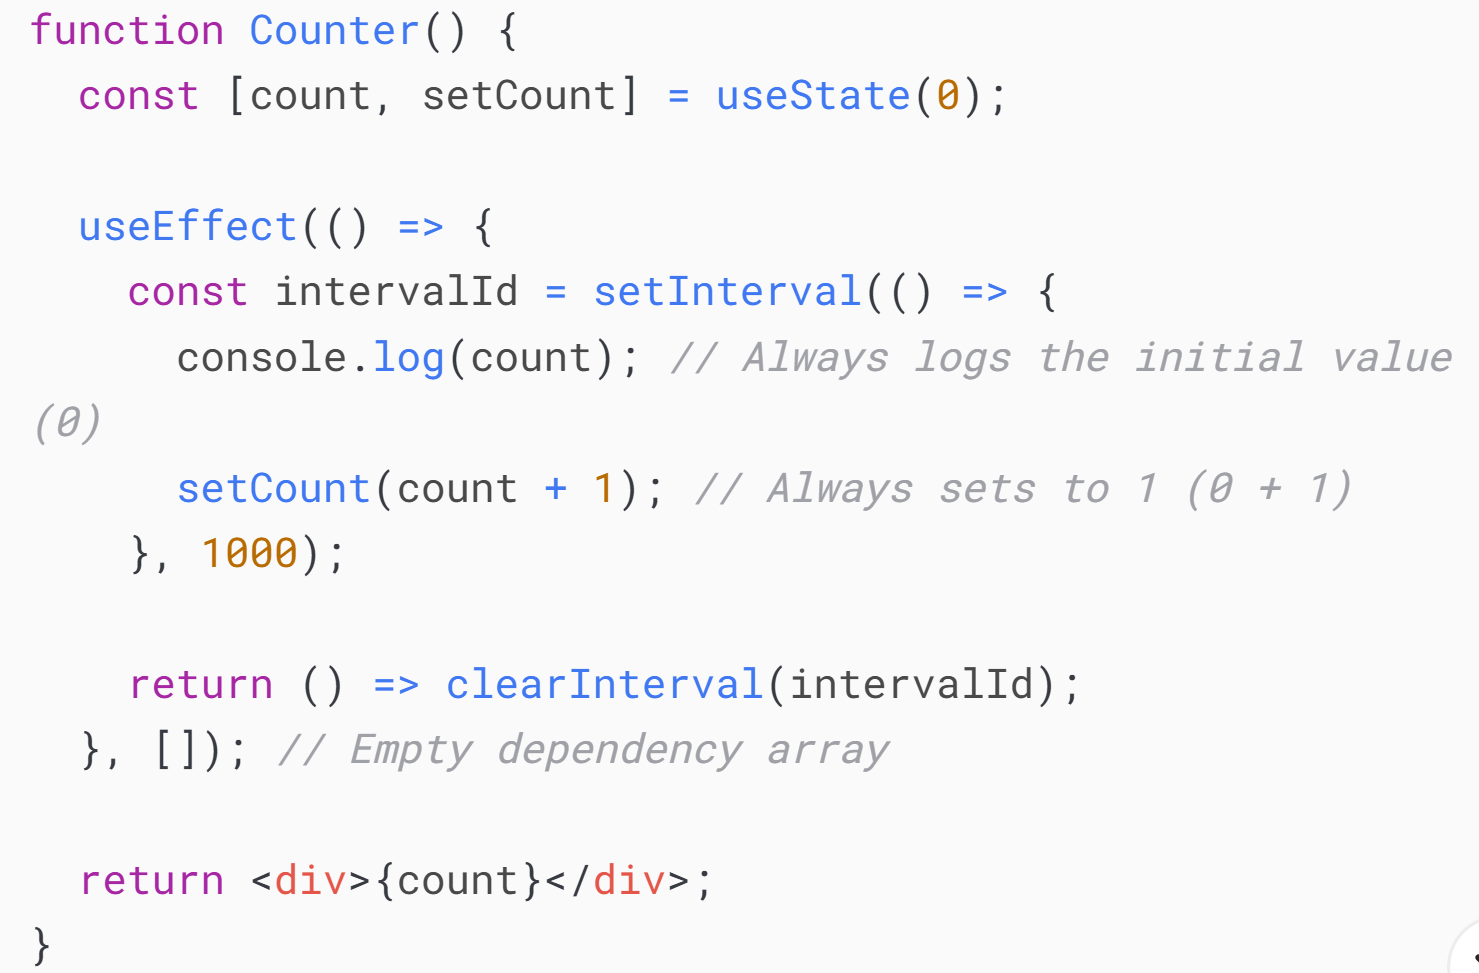 function Counter() {
  const [count, setCount] = useState(0);

  useEffect(() => {
    const intervalId = setInterval(() => {
      console.log(count); // Always logs the initial value
(0)
      setCount(count + 1); // Always sets to 1 (0 + 1)
    }, 1000);

    return () => clearInterval(intervalId);
  }, []); // Empty dependency array

  return <div>{count}</div>;
}